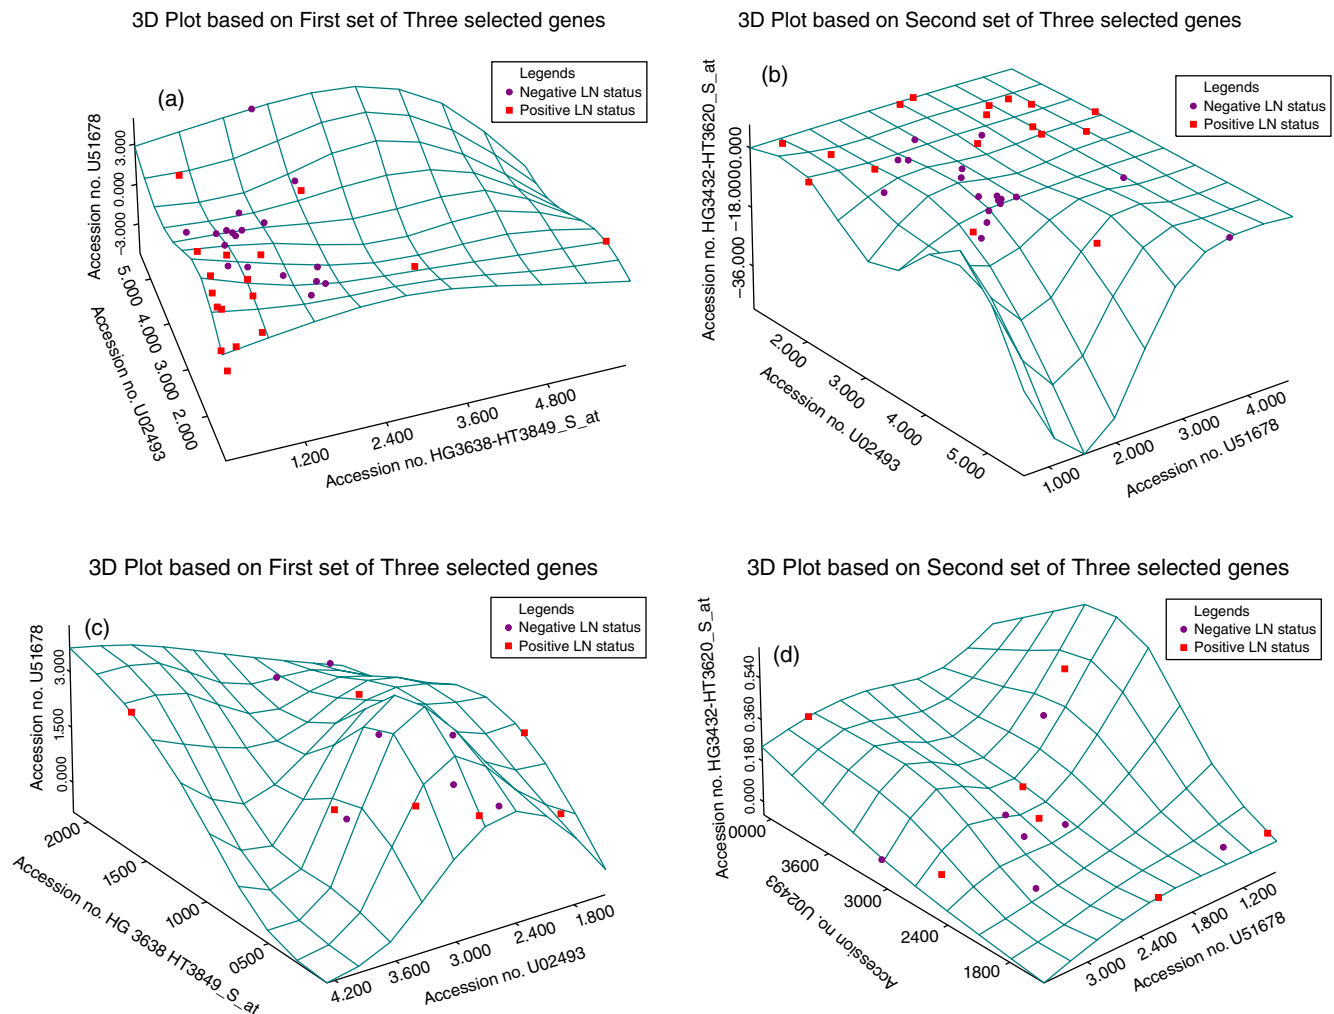 3D Plot based on First set of Three selected genes
(a)
Legends
Negative LN status
Positive LN status
Accession no. U51678
3.000
0.000
−3.000
5.000
4.000
3.000
2.000
Accession no. U02493
1.200
2.400
3.600
4.800
Accession no. HG3638-HT3849_S_at
3D Plot based on Second set of Three selected genes
(b)
Legends
Negative LN status
Positive LN status
Accession no. HG3432-HT3620_S_at
0.000
−18.000
−36.000
2.000
3.000
4.000
5.000
Accession no. U02493
1.000
2.000
3.000
4.000
Accession no. U51678
3D Plot based on First set of Three selected genes
(c)
Legends
Negative LN status
Positive LN status
Accession no. U51678
3.000
1.500
0.000
2000
1500
1000
0500
Accession no. HG 3638 HT3849_S_at
4.200
3.600
3.000
2.400
1.800
Accession no. U02493
3D Plot based on Second set of Three selected genes
(d)
Legends
Negative LN status
Positive LN status
Accession no. HG3432-HT3620_S_at
0.540
0.360
0.180
0.000
0000
3600
3000
2400
1800
Accession no. U02493
3.000
2.400
1.800
1.200
Accession no. U51678